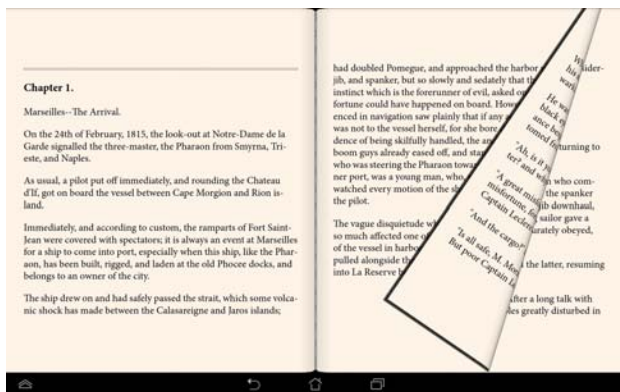 Chapter 1.
Marseilles--The Arrival.
On the 24th of February, 1815, the look-out at Notre-Dame de la
Garde signalled the three-master, the Pharaon from Smyrna, Tri-
este, and Naples.
As usual, a pilot put off immediately, and rounding the Chateau
d'If, got on board the vessel between Cape Morgion and Rion is-
land.
Immediately, and according to custom, the ramparts of Fort Saint-
Jean were covered with spectators; it is always an event at Marseilles
for a ship to come into port, especially when this ship, like the Phar-
aon, has been built, rigged, and laden at the old Phocee docks, and
belongs to an owner of the city.
The ship drew on and had safely passed the strait, which some volca-
nic shock has made between the Calasareigne and Jaros islands;
had doubled Pomegue, and approached the harbor
jib, and spanker, but so slowly and sedately that
instinct which is the forerunner of evil, asked
fortune could have happened on board.
enced in navigation saw plainly that if any
was not to the vessel herself, for she bore
dence of being skilfully handled, the
boom guys already eased off, and
who was steering the Pharaon
ner port, was a young man, who,
watched every motion of the
the pilot.
The vague disquietude
so much affected one
of the vessel in
pulled alongside
into La Reserve
his
He
black
"Ah, is it
ter? and
"A great
misfortune,
Captain
"And the cargo?"
"Is all safe, M.
But poor Captain
turning to
who com-
the spanker
jib downhaul,
sailor gave a
obeyed,
the latter, resuming
After a long talk with
greatly disturbed in